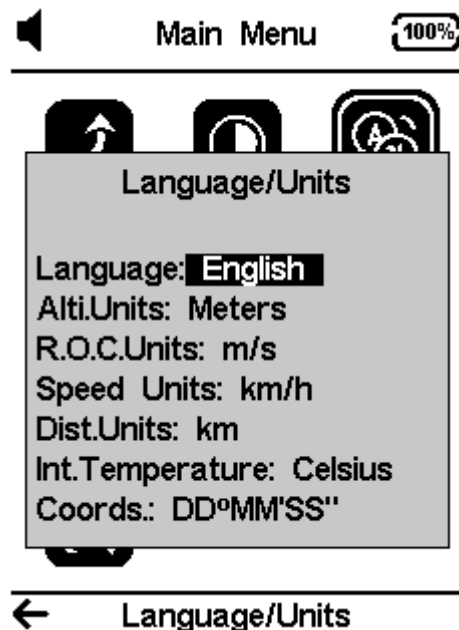 Main Menu 100%
Language/Units
Language: English
Alti.Units: Meters
R.O.C.Units: m/s
Speed Units: km/h
Dist.Units: km
Int.Temperature: Celsius
Coords.: DDºMM'SS"
Language/Units